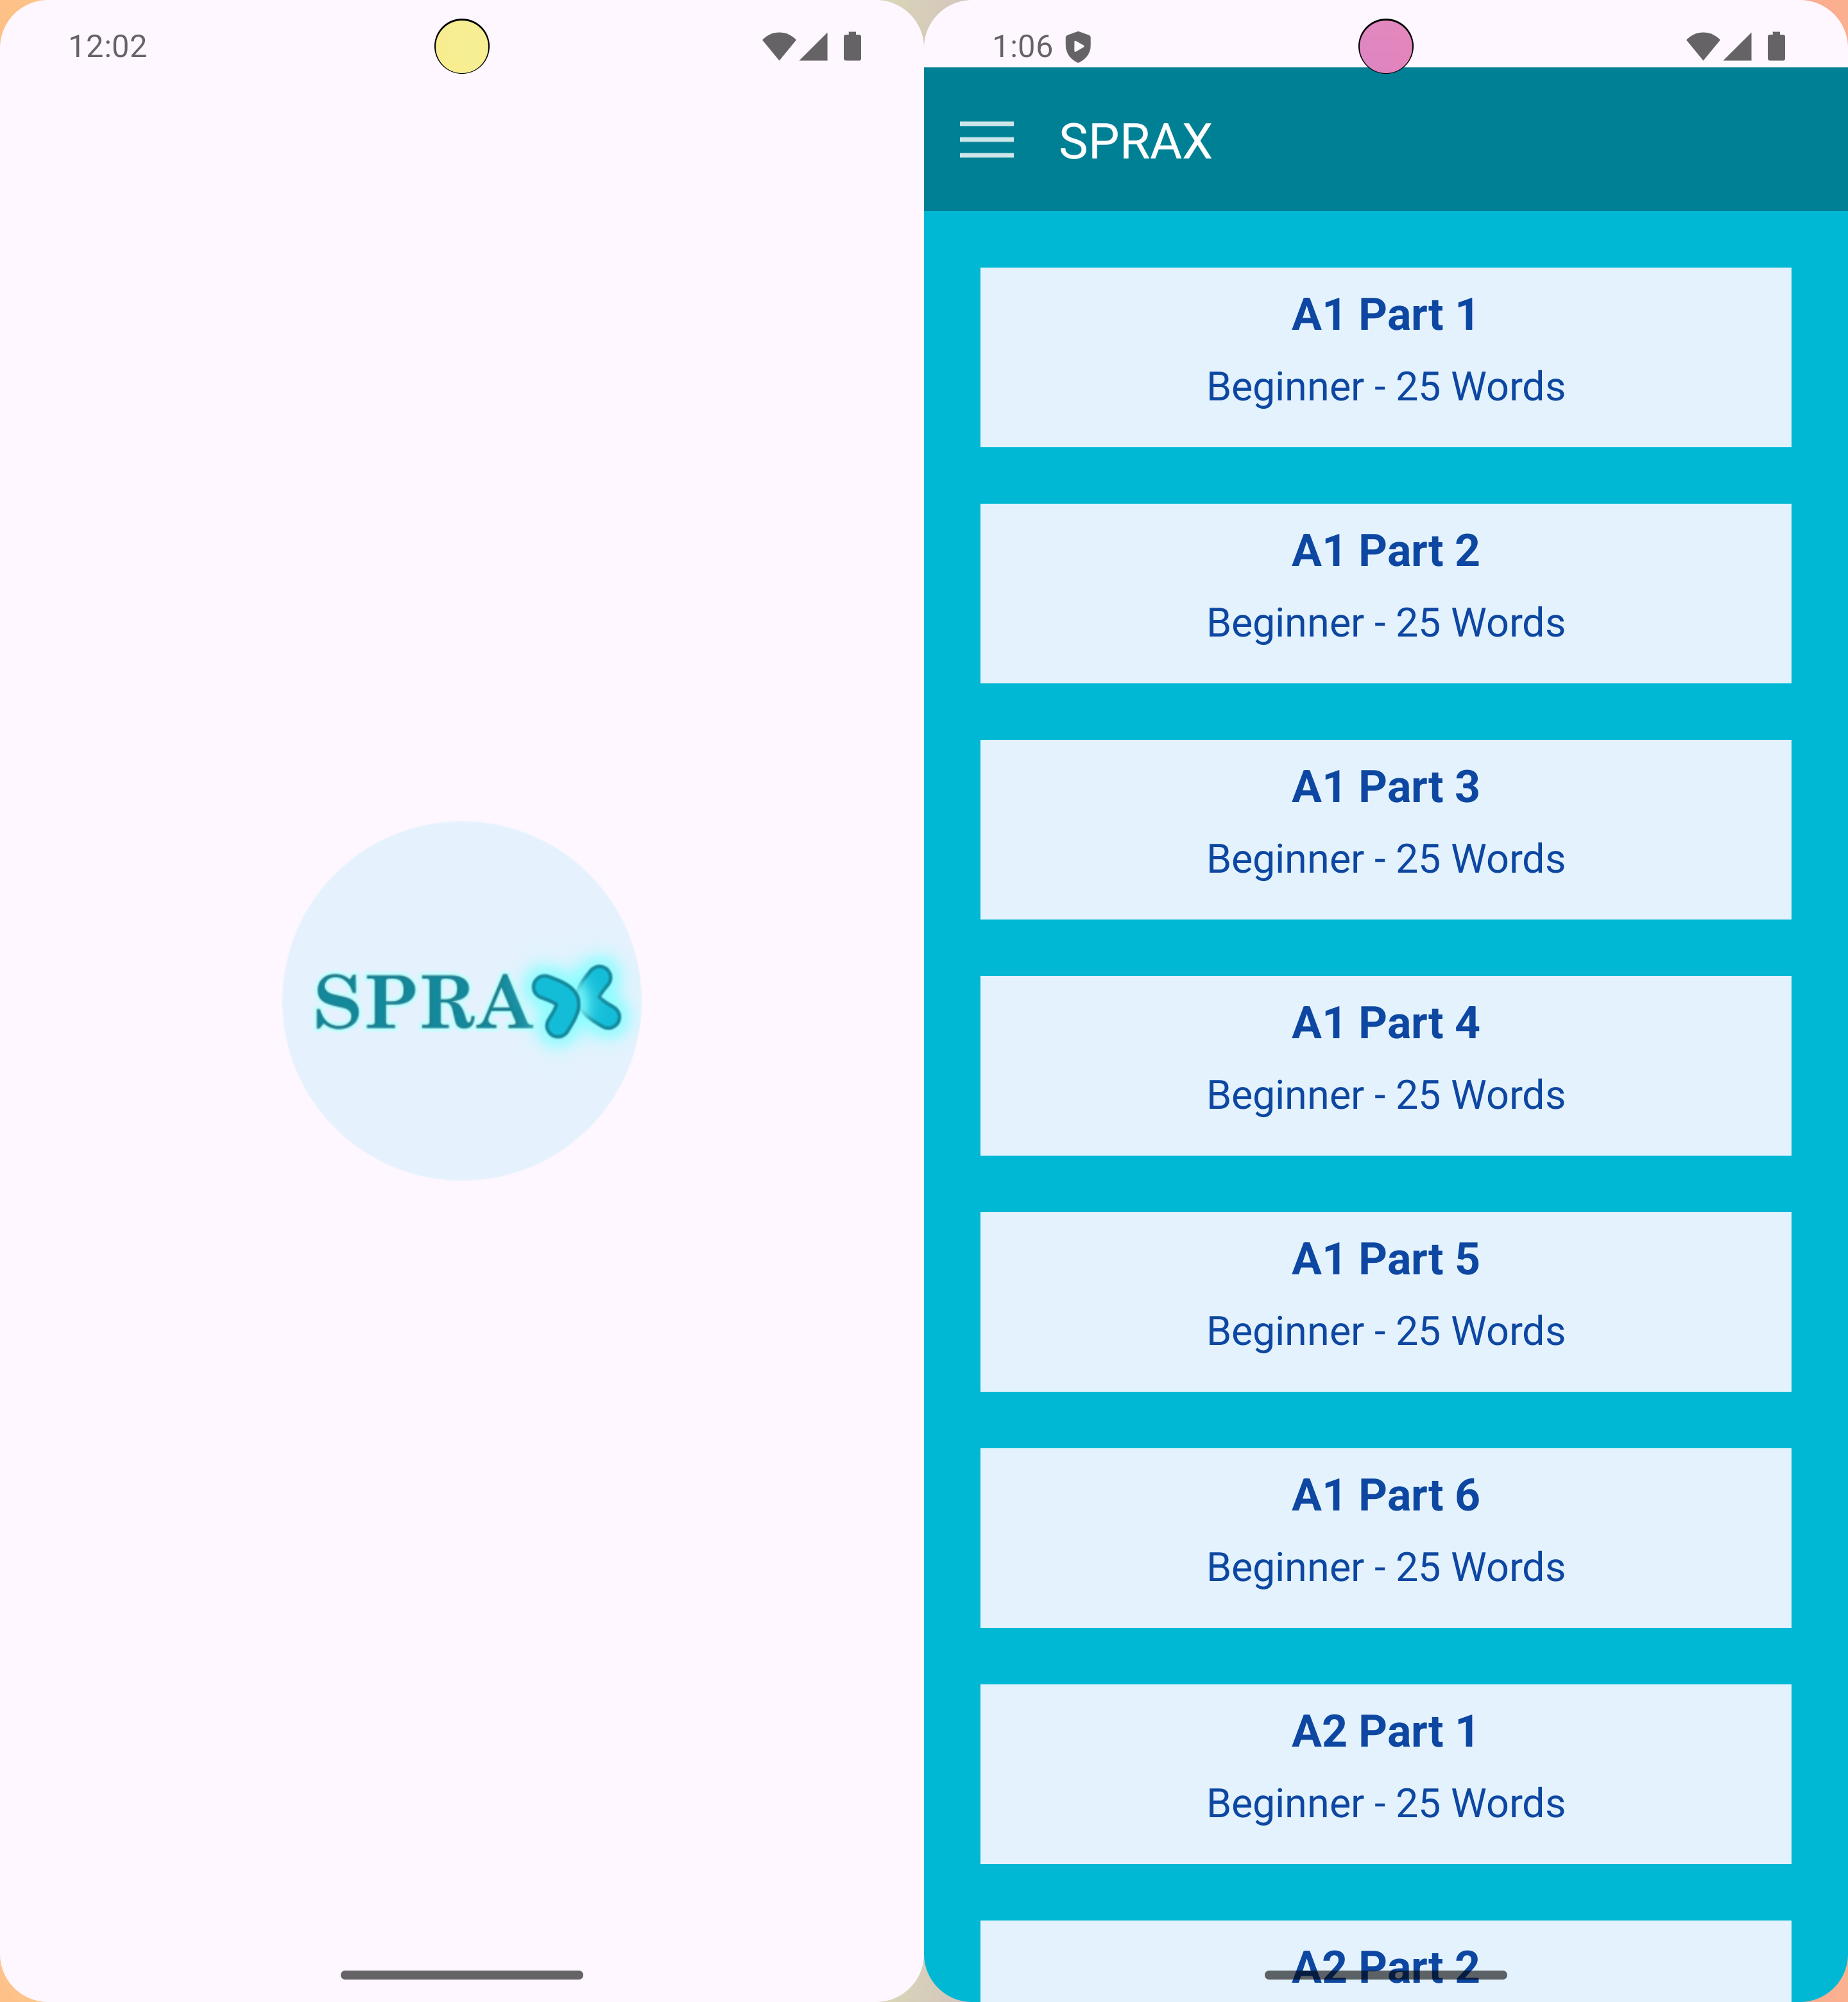 12:02
SPRAX
1:06
SPRAX
A1 Part 1
Beginner - 25 Words
A1 Part 2
Beginner - 25 Words
A1 Part 3
Beginner - 25 Words
A1 Part 4
Beginner - 25 Words
A1 Part 5
Beginner - 25 Words
A1 Part 6
Beginner - 25 Words
A2 Part 1
Beginner - 25 Words
A2 Part 2